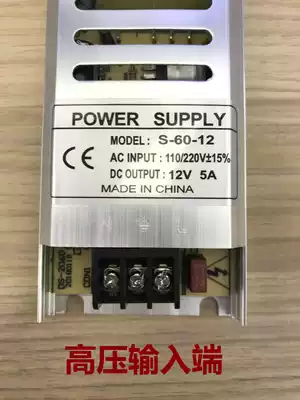 POWER SUPPLY
MODEL: S-60-12
CE
AC INPUT: 110/220V±15%
DC OUTPUT: 12V 5A
MADE IN CHINA
CON1
高压输入端